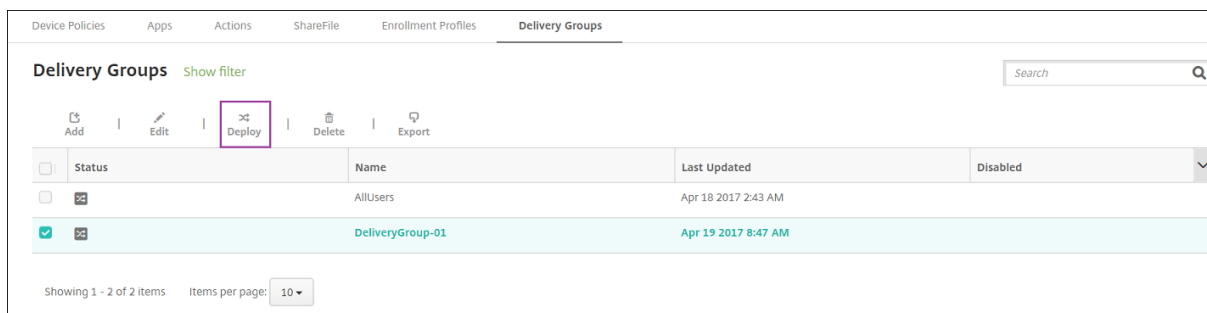 Device Policies Apps Actions ShareFile Enrollment Profiles Delivery Groups
Delivery Groups Show filter Search
Add | Edit | Deploy | Delete | Export
Status Name Last Updated Disabled
AllUsers Apr 18 2017 2:43 AM
DeliveryGroup-01 Apr 19 2017 8:47 AM
Showing 1 - 2 of 2 items Items per page: 10